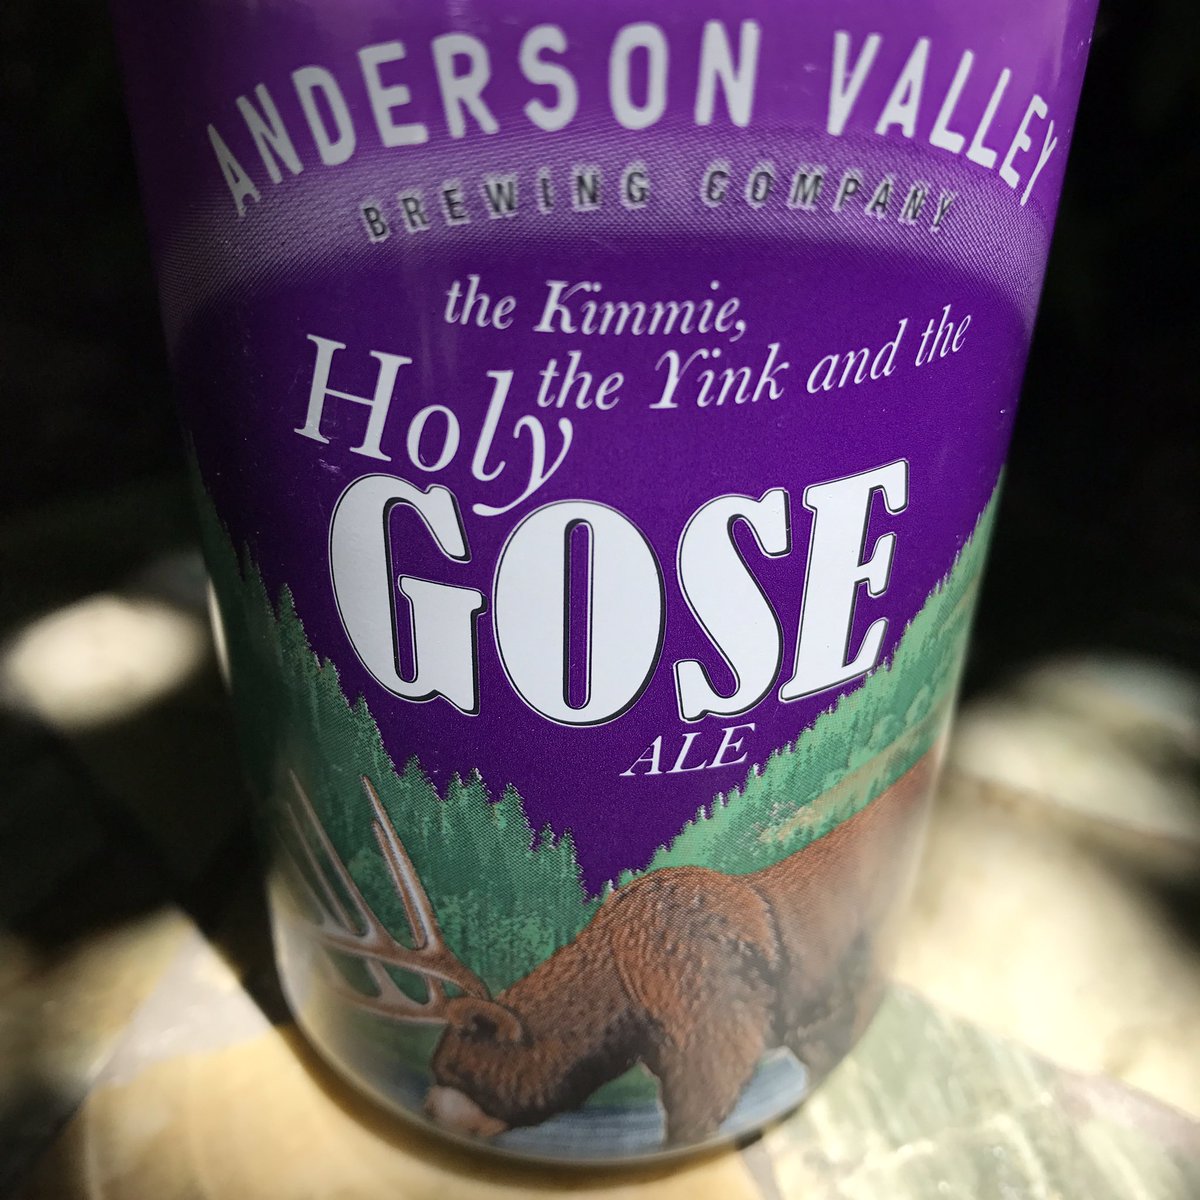 ANDERSON VALLEY
BREWING COMPANY
the Kimmie,
the Yink and the
Holy
GOSE
ALE